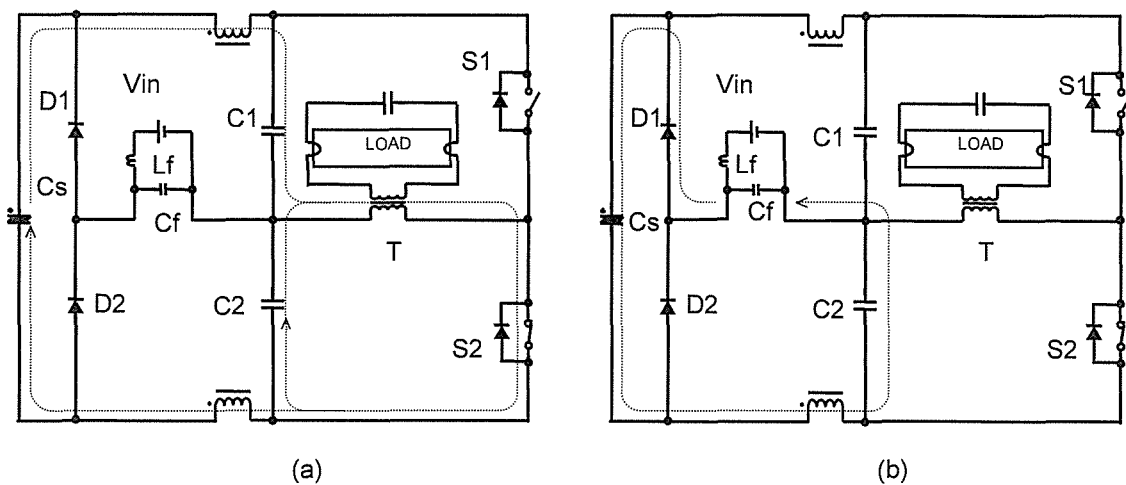 S1
Vin
D1
C1
LOAD
Lf
Cs
Cf
T
D2
C2
S2
(a)
S1
Vin
D1
C1
LOAD
Lf
Cs
Cf
T
D2
C2
S2
(b)